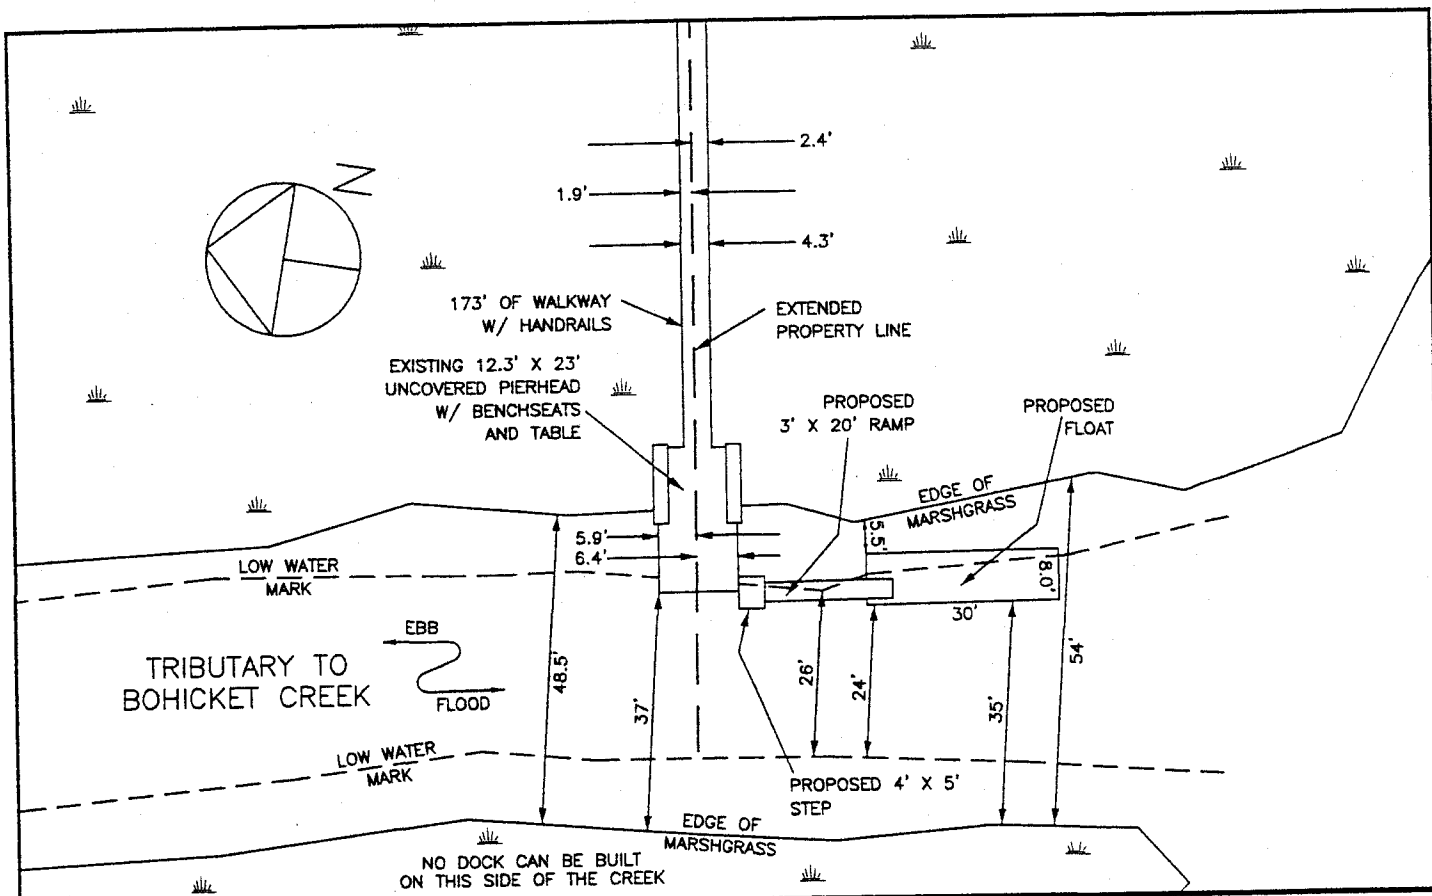 2.4'
N
1.9'
4.3'
173' OF WALKWAY
W/ HANDRAILS
EXTENDED
PROPERTY LINE
EXISTING 12.3' X 23'
UNCOVERED PIERHEAD
W/ BENCHSEATS
AND TABLE
PROPOSED
3' X 20' RAMP
PROPOSED
FLOAT
EDGE OF
MARSHGRASS
5.9'
6.4'
5.5'
8.0'
30'
LOW WATER
MARK
EBB
FLOOD
TRIBUTARY TO
BOHICKET CREEK
48.5'
37'
26'
24'
35'
54'
LOW WATER
MARK
PROPOSED 4' X 5'
STEP
EDGE OF
MARSHGRASS
NO DOCK CAN BE BUILT
ON THIS SIDE OF THE CREEK